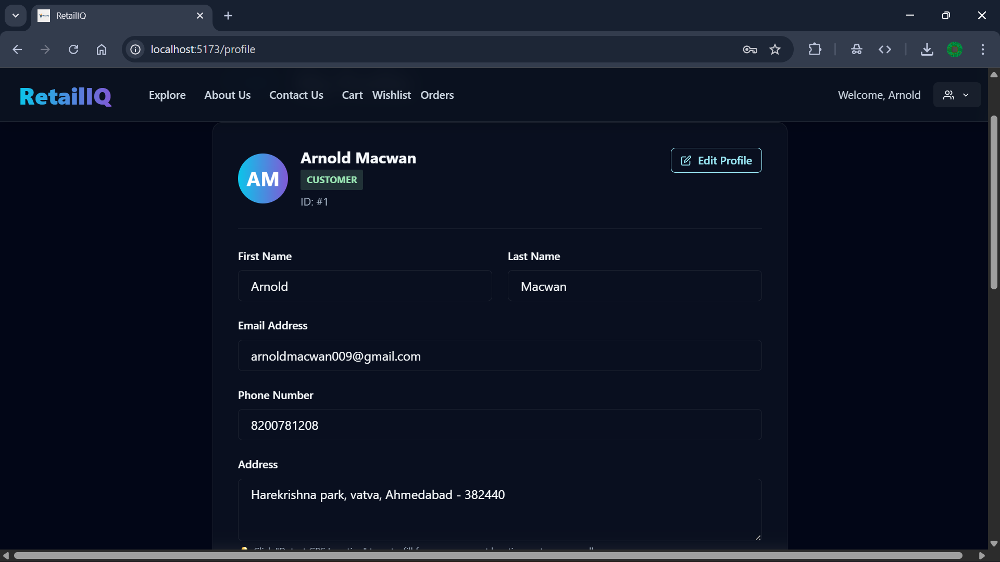 RetailIQ
localhost:5173/profile
RetailIQ
Explore About Us Contact Us Cart Wishlist Orders
Welcome, Arnold
AM
Arnold Macwan
CUSTOMER
ID: #1
Edit Profile
First Name
Arnold
Last Name
Macwan
Email Address
arnoldmacwan009@gmail.com
Phone Number
8200781208
Address
Harekrishna park, vatva, Ahmedabad - 382440